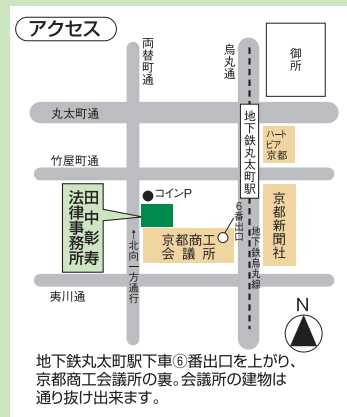 アクセス
両替町通
烏丸通
御所
丸太町通
地下鉄丸太町駅
ハートピア京都
竹屋町通
コインP
田中彰寿
法律事務所
6番出口
京都新聞社
京都商工
会議所
地下鉄烏丸線
↑北向一方通行
夷川通
N
地下鉄丸太町駅下車⑥番出口を上がり、
京都商工会議所の裏。会議所の建物は
通り抜け出来ます。